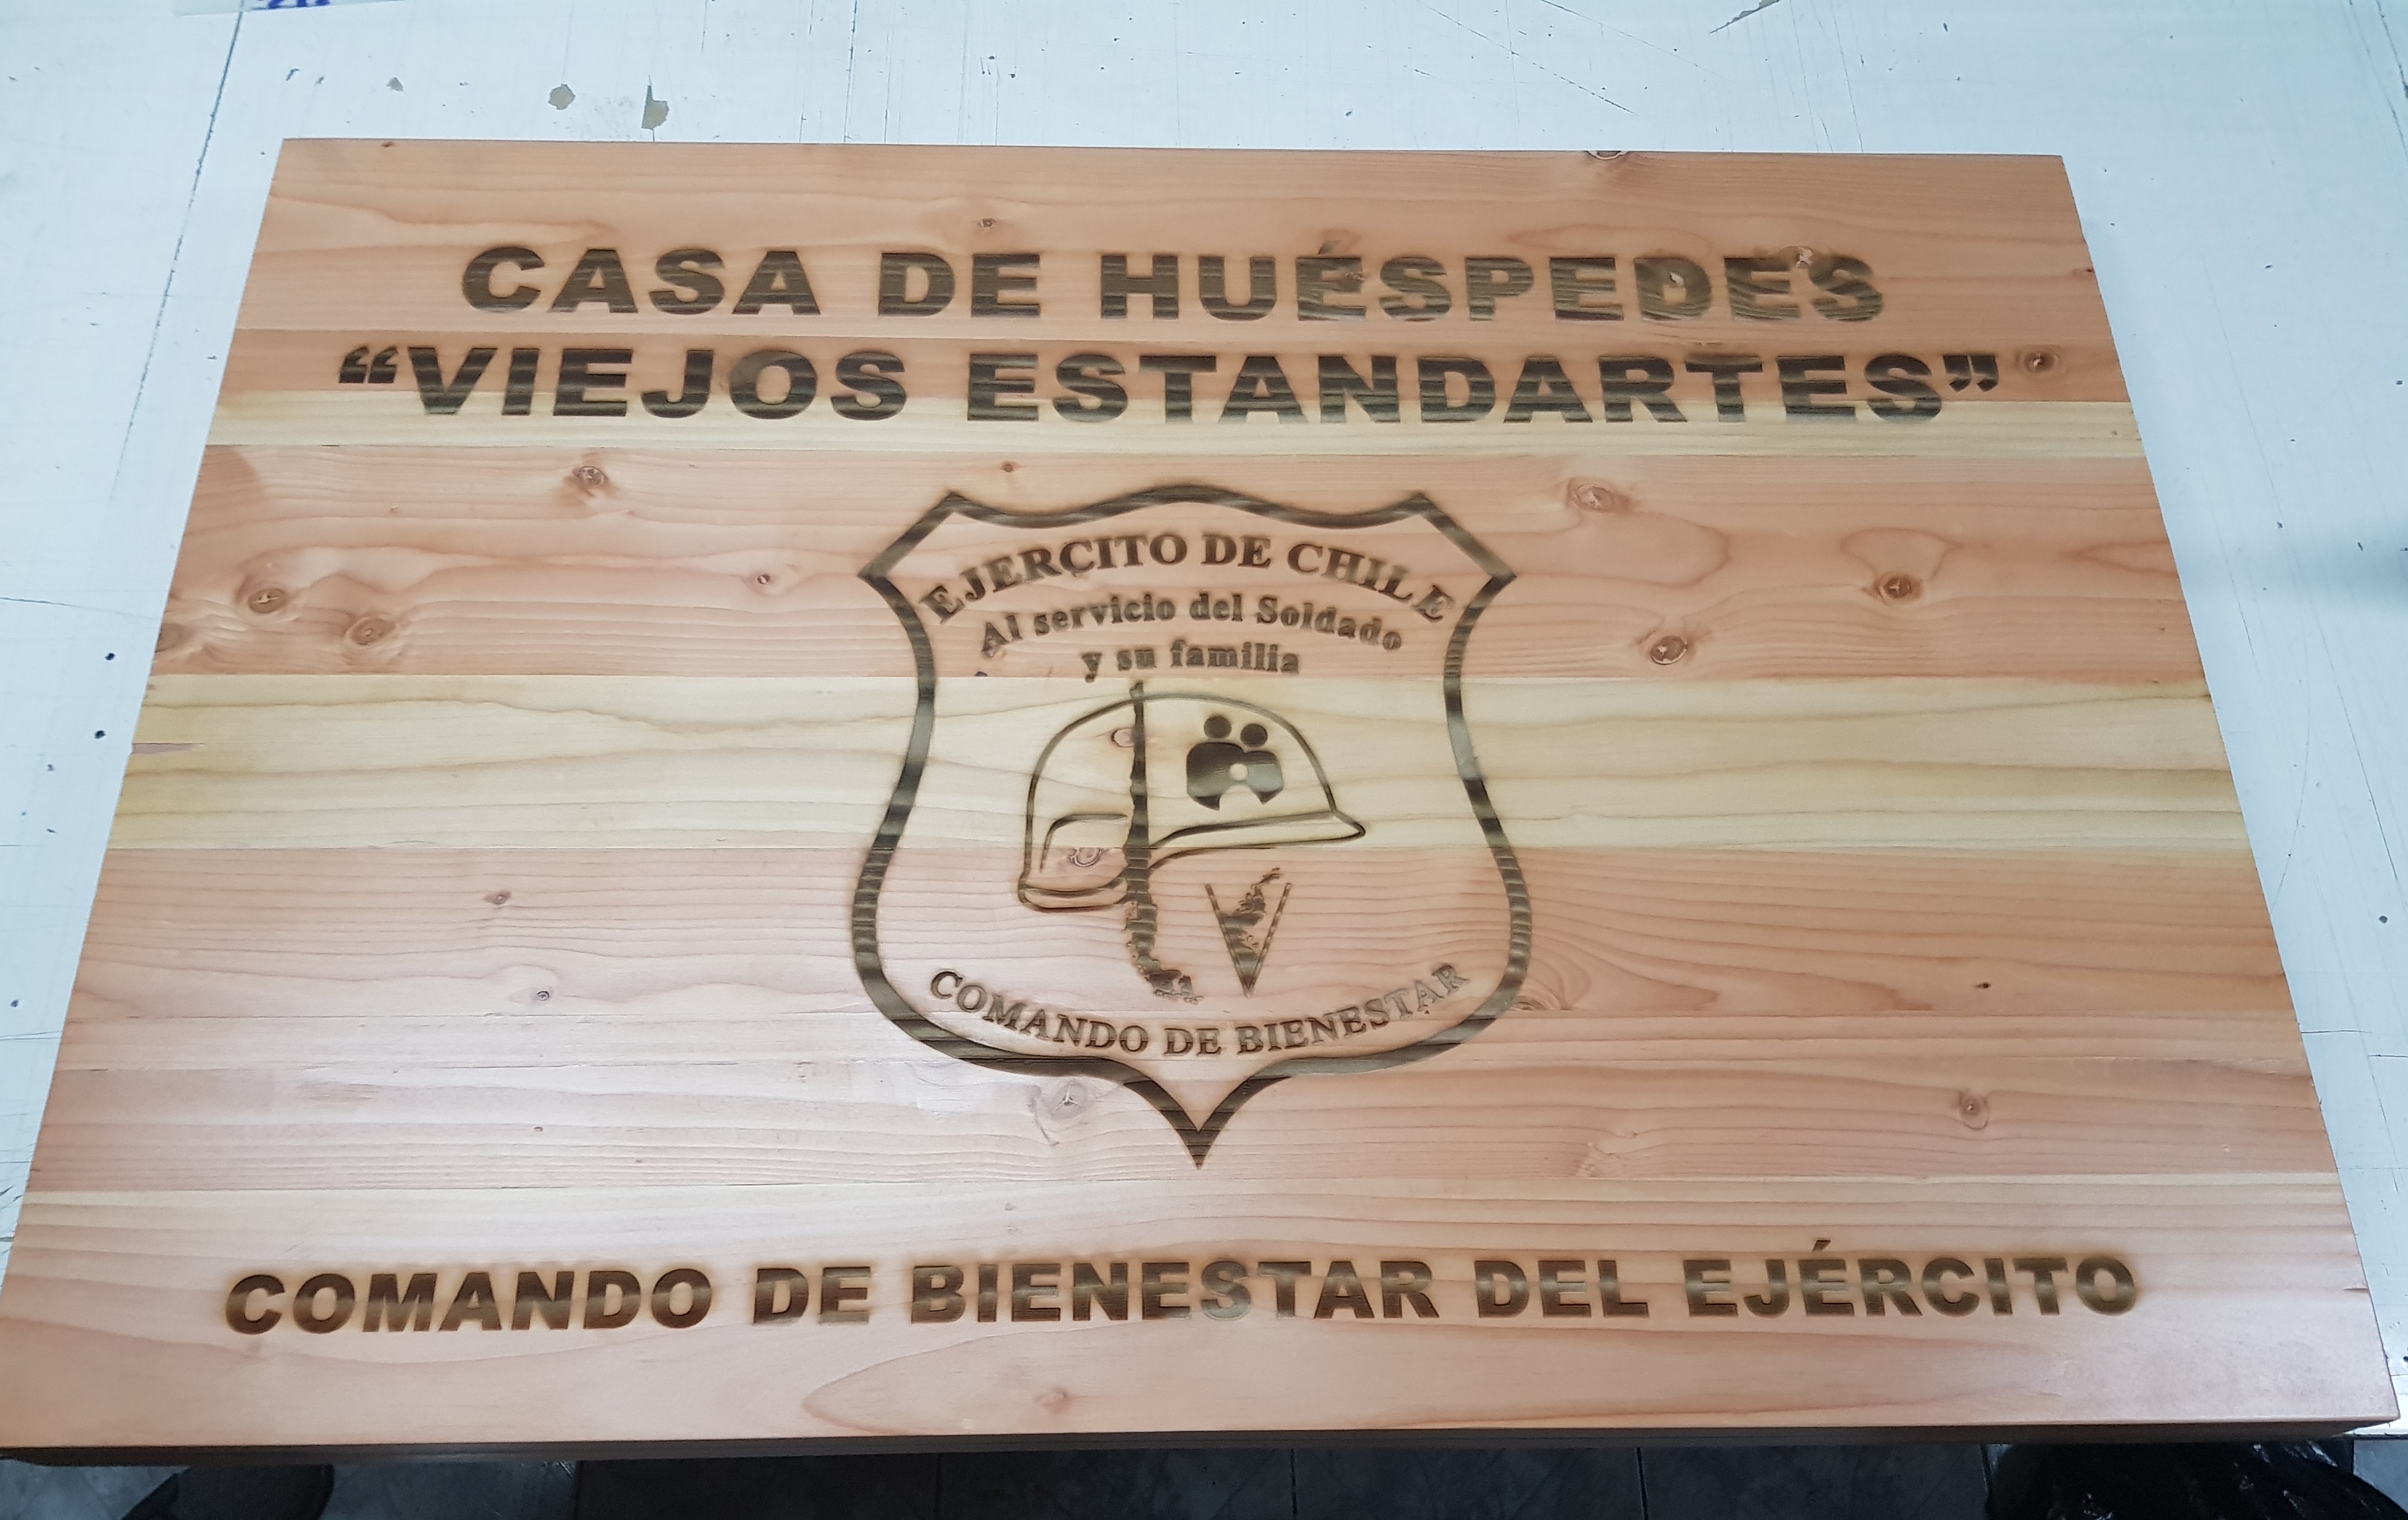 CASA DE HUÉSPEDES
“VIEJOS ESTANDARTES”
EJERCITO DE CHILE
Al servicio del Soldado
y su familia
COMANDO DE BIENESTAR
COMANDO DE BIENESTAR DEL EJÉRCITO